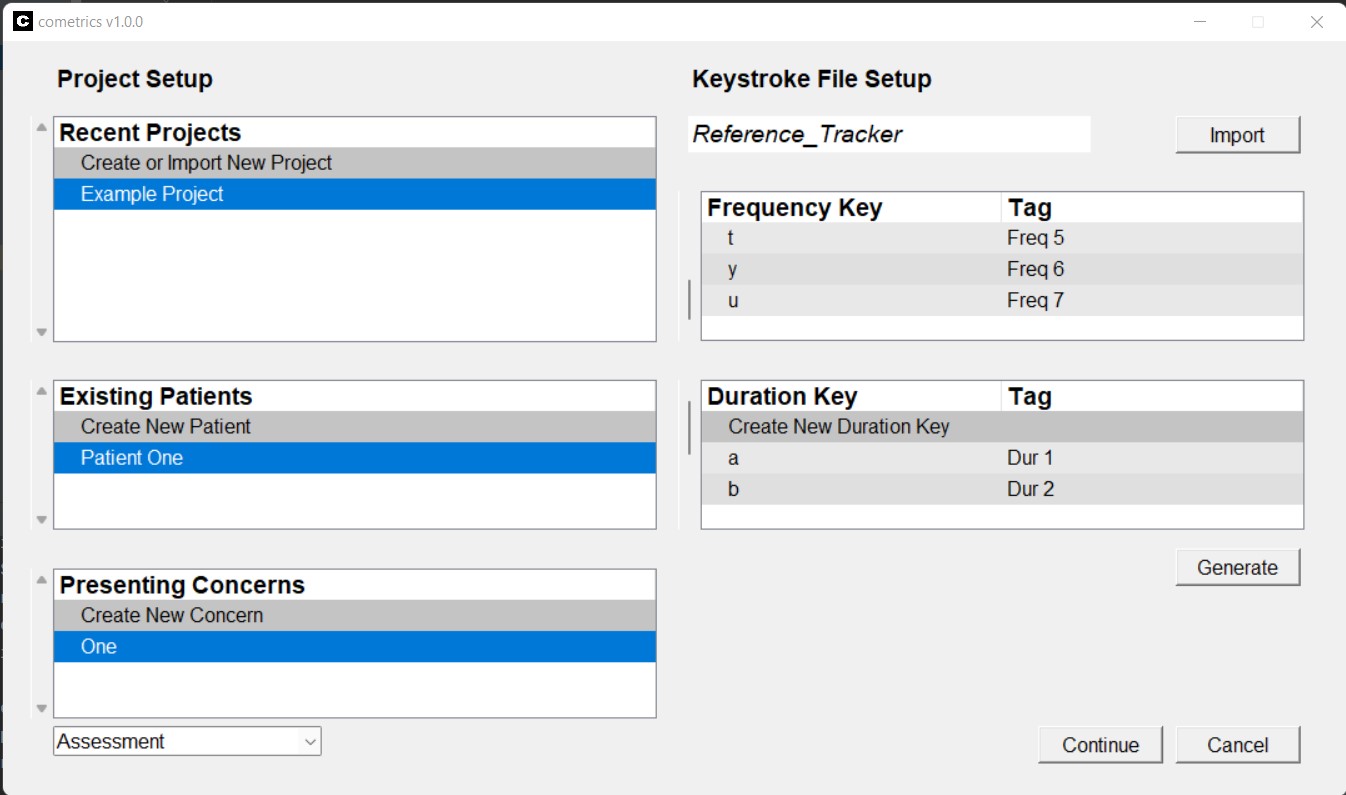 C cometrics v1.0.0
Project Setup
Recent Projects
Create or Import New Project
Example Project
Existing Patients
Create New Patient
Patient One
Presenting Concerns
Create New Concern
One
Assessment
Keystroke File Setup
Reference_Tracker Import
Frequency Key Tag
t Freq 5
y Freq 6
u Freq 7
Duration Key Tag
Create New Duration Key
a Dur 1
b Dur 2
Generate
Continue Cancel